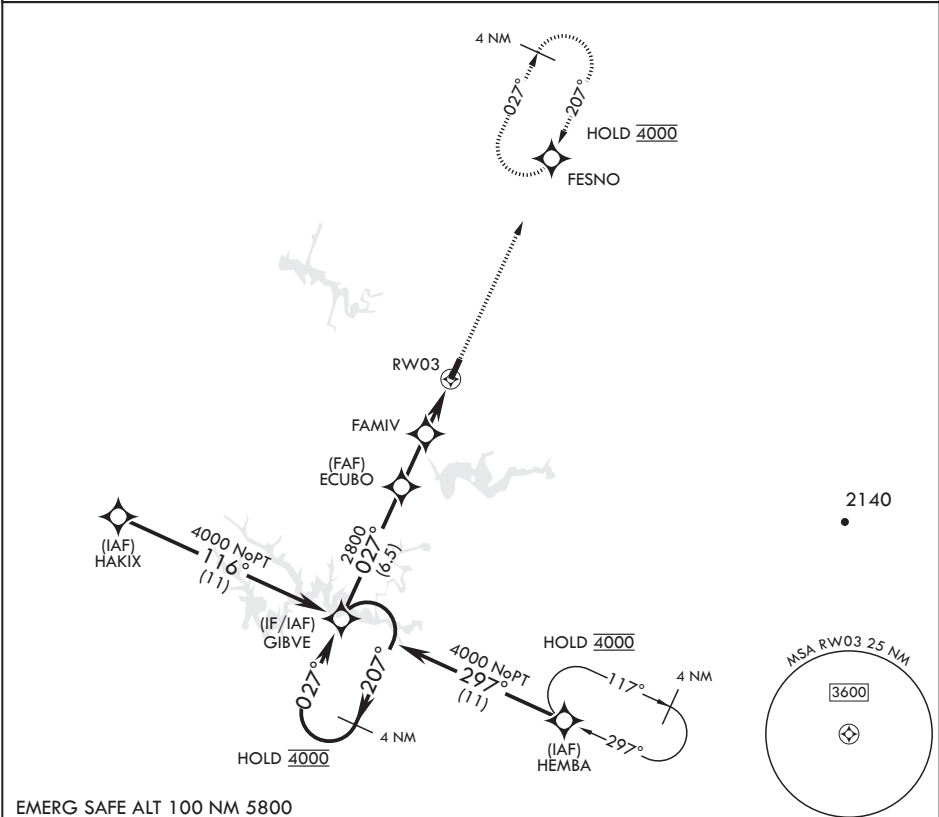 4 NM
027°
207°
HOLD 4000
FESNO
RW03
FAMIV
(FAF)
ECUBO
2140
(IAF)
HAKIX
4000 NoPT
116°
(11)
2800
027°
(6.5)
(IF/IAF)
GIBVE
027°
207°
4 NM
HOLD 4000
4000 NoPT
297°
(11)
HOLD 4000
117°
4 NM
297°
(IAF)
HEMBA
MSA RW03 25 NM
3600
EMERG SAFE ALT 100 NM 5800